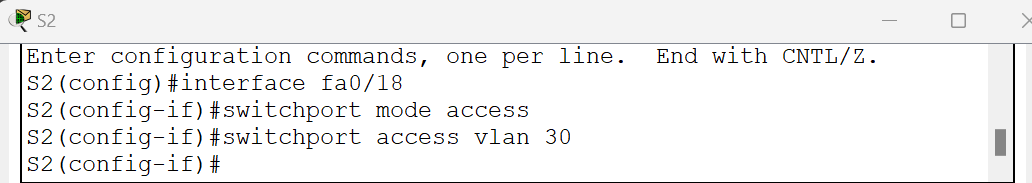 S2
Enter configuration commands, one per line.  End with CNTL/Z.
S2(config)#interface fa0/18
S2(config-if)#switchport mode access
S2(config-if)#switchport access vlan 30
S2(config-if)#